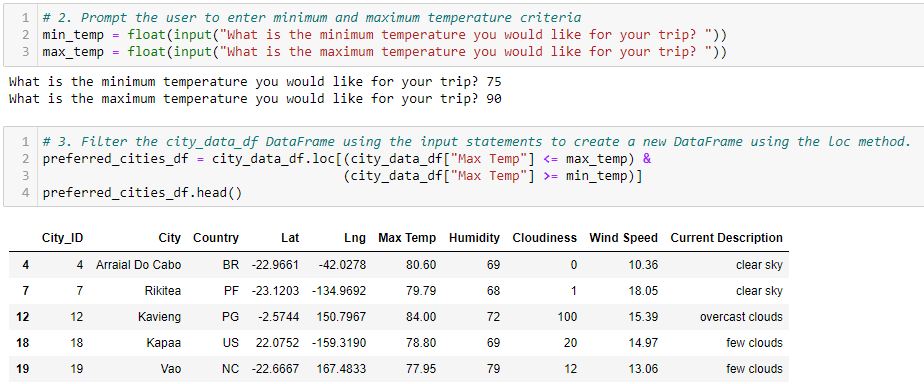 1 # 2. Prompt the user to enter minimum and maximum temperature criteria
2 min_temp = float(input("What is the minimum temperature you would like for your trip? "))
3 max_temp = float(input("What is the maximum temperature you would like for your trip? "))
What is the minimum temperature you would like for your trip? 75
What is the maximum temperature you would like for your trip? 90
1 # 3. Filter the city_data_df DataFrame using the input statements to create a new DataFrame using the loc method.
2 preferred_cities_df = city_data_df.loc[(city_data_df["Max Temp"] <= max_temp) &
3 (city_data_df["Max Temp"] >= min_temp)]
4 preferred_cities_df.head()
City_ID City Country Lat Lng Max Temp Humidity Cloudiness Wind Speed Current Description
4 4 Arraial Do Cabo BR -22.9661 -42.0278 80.60 69 0 10.36 clear sky
7 7 Rikitea PF -23.1203 -134.9692 79.79 68 1 18.05 clear sky
12 12 Kavieng PG -2.5744 150.7967 84.00 72 100 15.39 overcast clouds
18 18 Kapaa US 22.0752 -159.3190 78.80 69 20 14.97 few clouds
19 19 Vao NC -22.6667 167.4833 77.95 79 12 13.06 few clouds